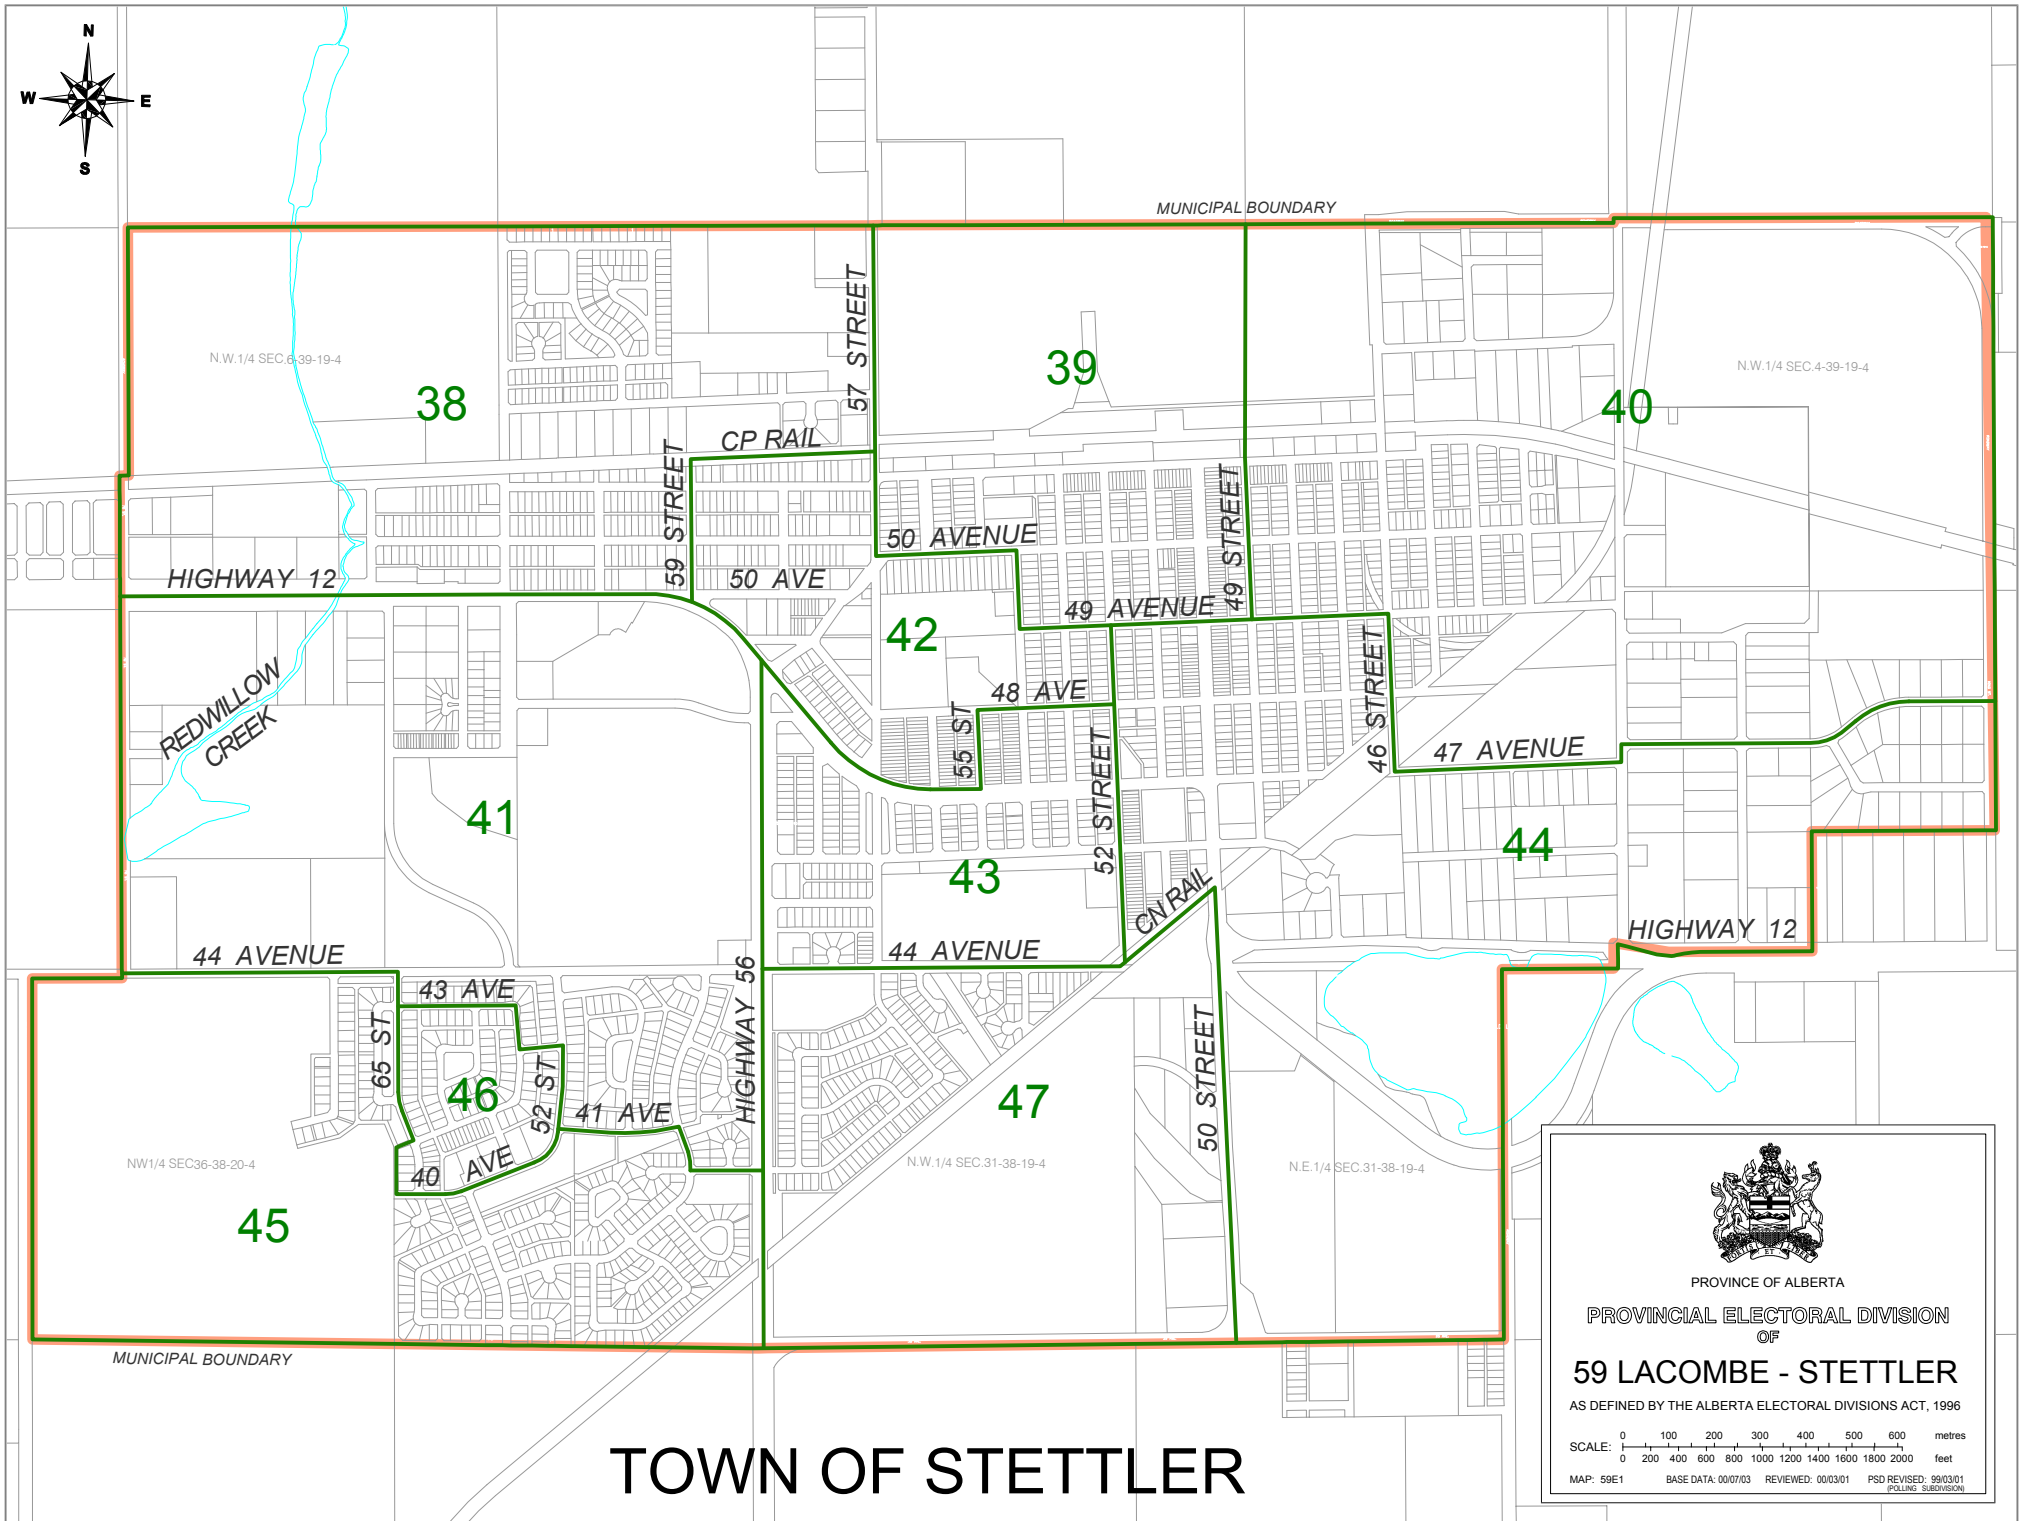 N
W
E
S
MUNICIPAL BOUNDARY
57 STREET
N.W.1/4 SEC.6-39-19-4
38
39
40
N.W.1/4 SEC.4-39-19-4
CP RAIL
59 STREET
49 STREET
50 AVENUE
HIGHWAY 12
50 AVE
49 AVENUE
42
46 STREET
REDWILLOW
CREEK
48 AVE
55 ST
52 STREET
47 AVENUE
41
43
44
CN RAIL
HIGHWAY 12
44 AVENUE
44 AVENUE
HIGHWAY 56
43 AVE
65 ST
46
52 ST
41 AVE
47
50 STREET
40 AVE
NW1/4 SEC36-38-20-4
N.W.1/4 SEC.31-38-19-4
N.E.1/4 SEC.31-38-19-4
45
MUNICIPAL BOUNDARY
TOWN OF STETTLER
FORTIS ET LIBER
PROVINCE OF ALBERTA
PROVINCIAL ELECTORAL DIVISION
OF
59 LACOMBE - STETTLER
AS DEFINED BY THE ALBERTA ELECTORAL DIVISIONS ACT, 1996
0 100 200 300 400 500 600 metres
SCALE:
0 200 400 600 800 1000 1200 1400 1600 1800 2000 feet
MAP: 59E1 BASE DATA: 00/07/03 REVIEWED: 00/03/01 PSD REVISED: 99/03/01
(POLLING SUBDIVISION)